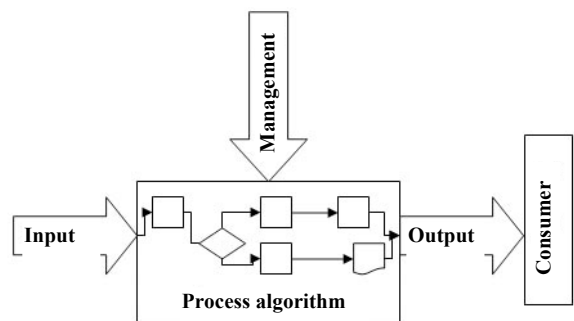 Management
Input
Output
Consumer
Process algorithm